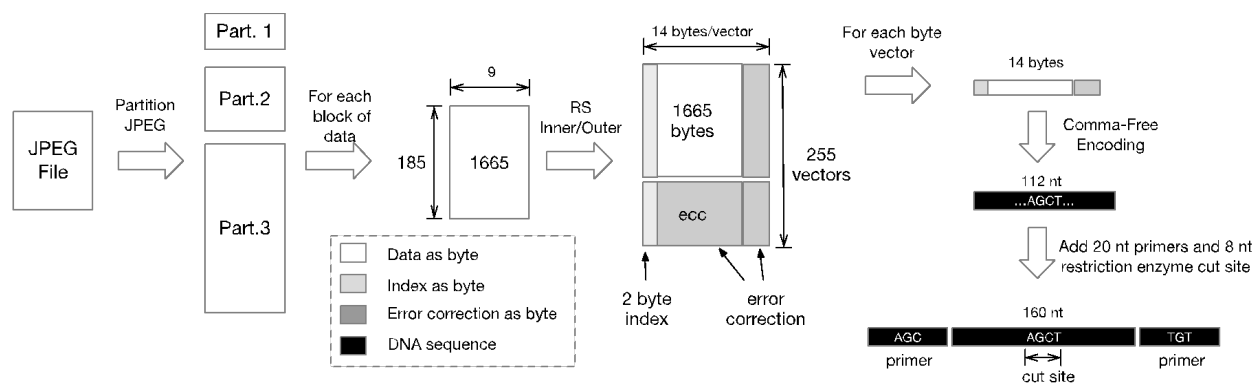 JPEG
File
Partition
JPEG
Part. 1
Part.2
Part.3
For each
block of
data
9
185
1665
RS
Inner/Outer
14 bytes/vector
1665
bytes
ecc
255
vectors
2 byte
index
error
correction
Data as byte
Index as byte
Error correction as byte
DNA sequence
For each byte
vector
14 bytes
Comma-Free
Encoding
112 nt
...AGCT...
Add 20 nt primers and 8 nt
restriction enzyme cut site
160 nt
AGC
AGCT
TGT
primer
cut site
primer